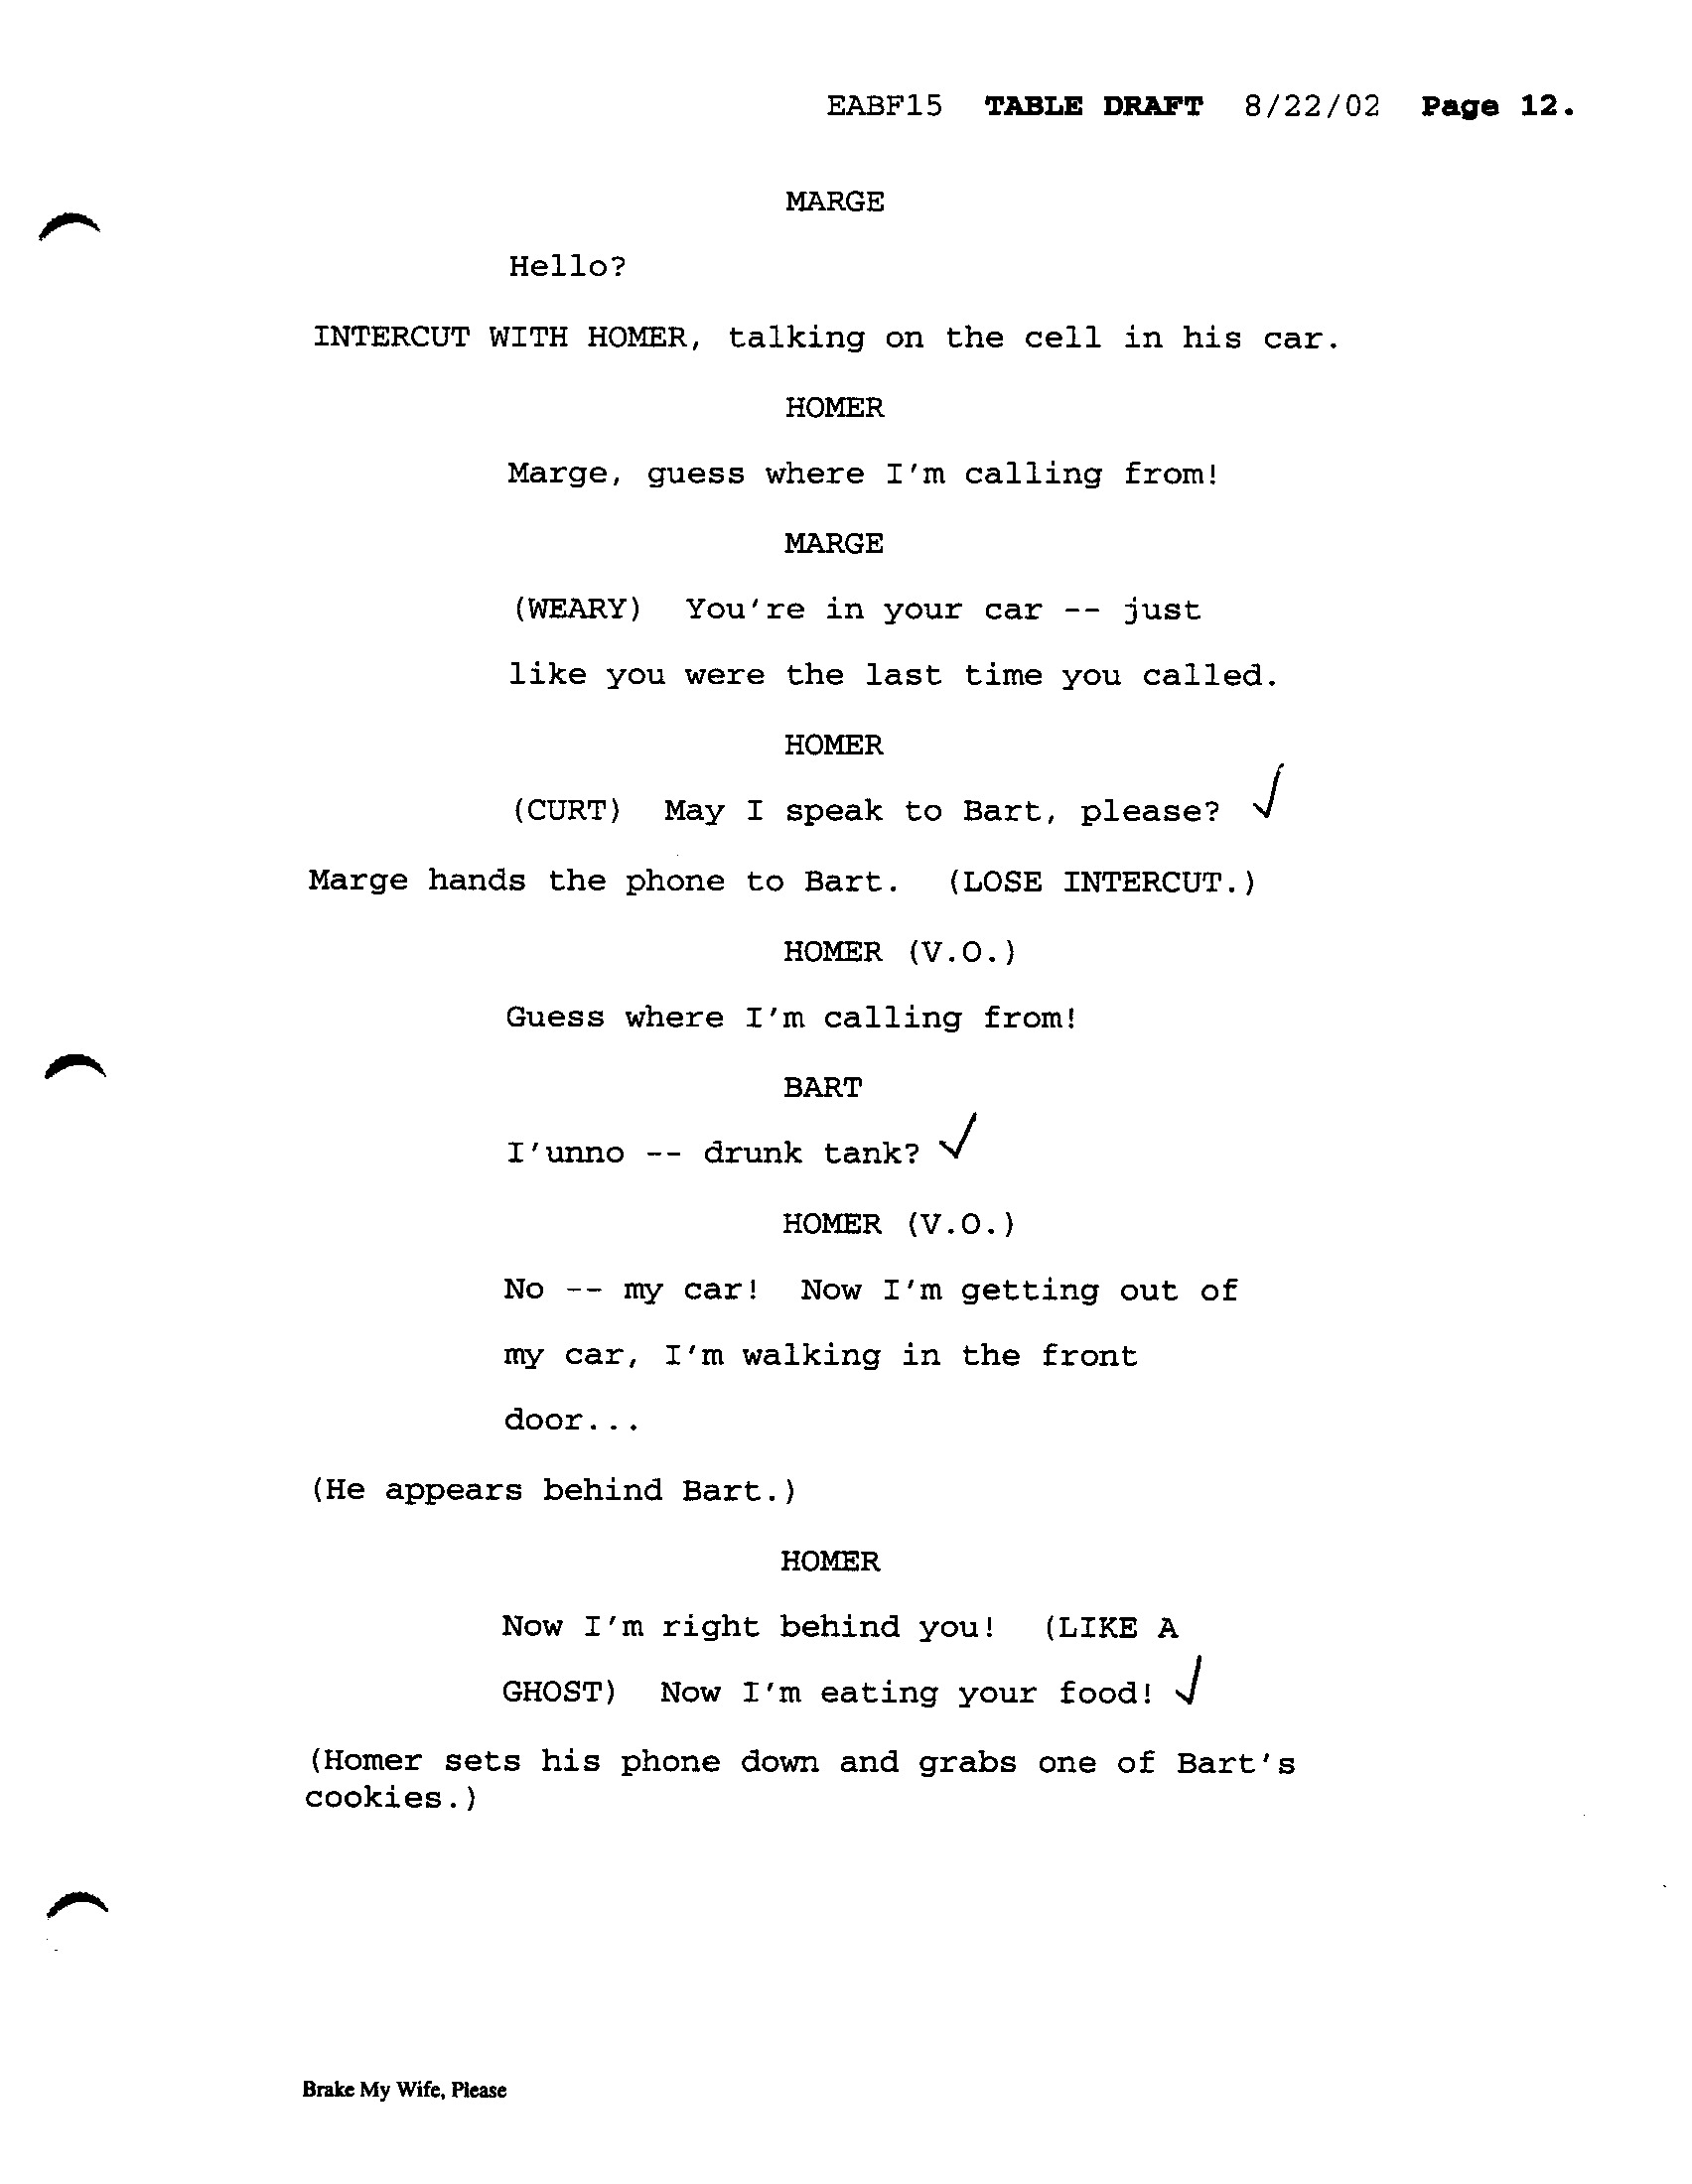 EABF15 TABLE DRAFT 8/22/02 Page 12.
MARGE
Hello?
INTERCUT WITH HOMER, talking on the cell in his car.
HOMER
Marge, guess where I'm calling from!
MARGE
(WEARY) You're in your car -- just
like you were the last time you called.
HOMER
(CURT) May I speak to Bart, please? ✓
Marge hands the phone to Bart. (LOSE INTERCUT.)
HOMER (V.O.)
Guess where I'm calling from!
BART
I'unno -- drunk tank? ✓
HOMER (V.O.)
No -- my car! Now I'm getting out of
my car, I'm walking in the front
door...
(He appears behind Bart.)
HOMER
Now I'm right behind you! (LIKE A
GHOST) Now I'm eating your food! ✓
(Homer sets his phone down and grabs one of Bart's
cookies.)
Brake My Wife, Please